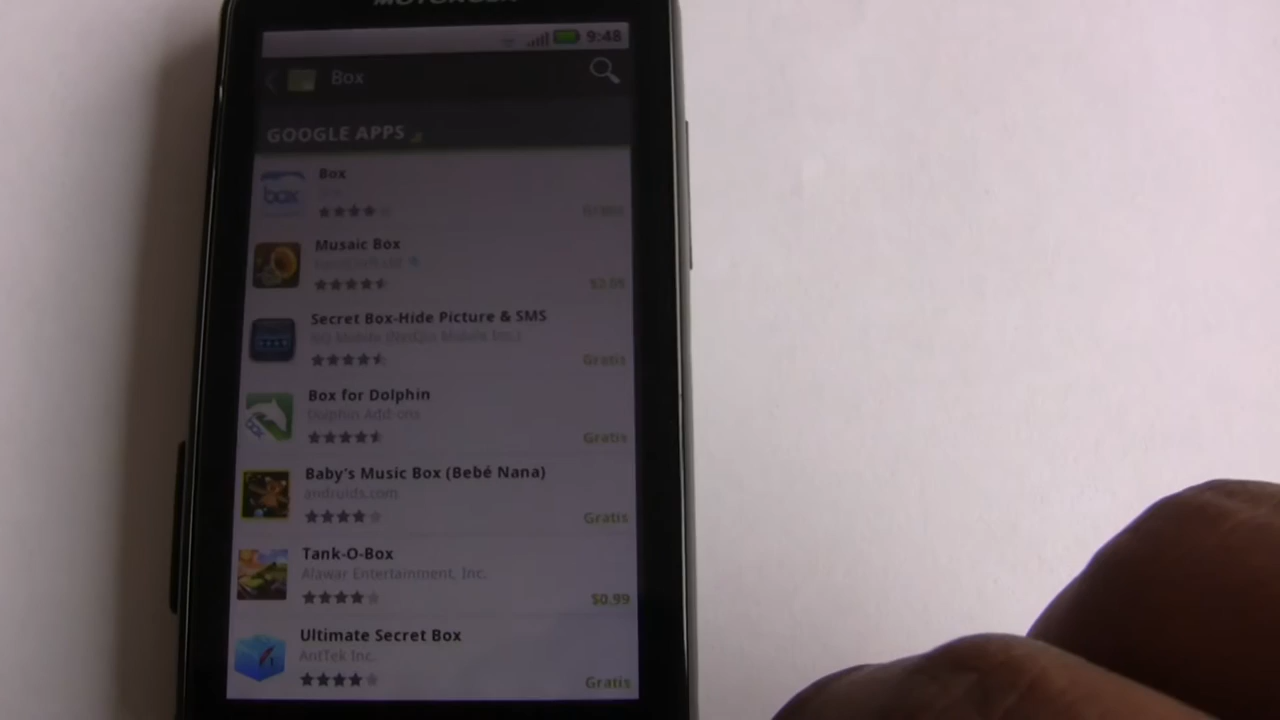 MOTOROLA
9:48
Box
GOOGLE APPS
Box
box
Musaic Box
Secret Box-Hide Picture & SMS
Gratis
Box for Dolphin
Dolphin Add-ons
box
Gratis
Baby's Music Box (Bebé Nana)
androids.com
Gratis
Tank-O-Box
Alawar Entertainment, Inc.
$0.99
Ultimate Secret Box
AntTek Inc.
Gratis